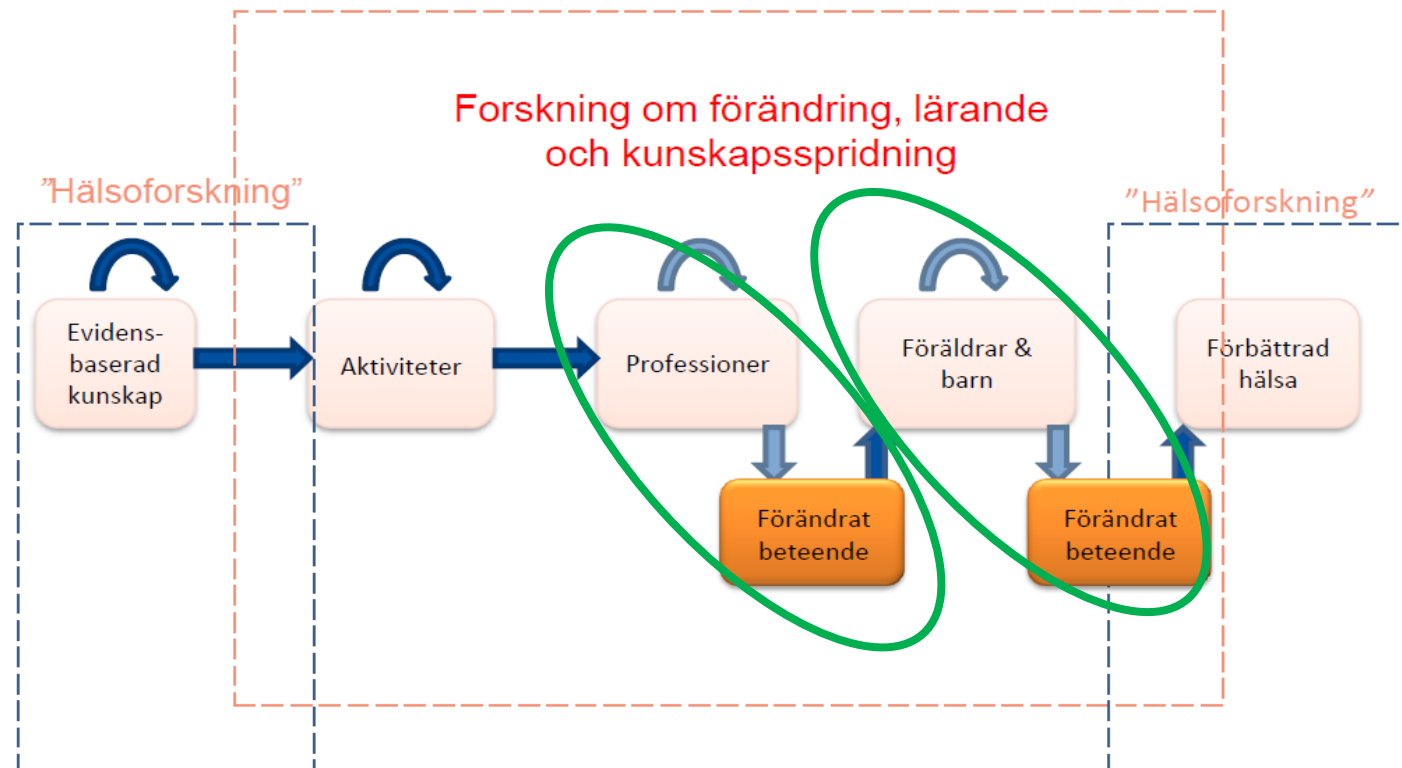 Forskning om förändring, lärande
och kunskapsspridning
"Hälsoforskning"
"Hälsoforskning"
Evidens-
baserad
kunskap
Aktiviteter
Professioner
Föräldrar &
barn
Förbättrad
hälsa
Förändrat
beteende
Förändrat
beteende